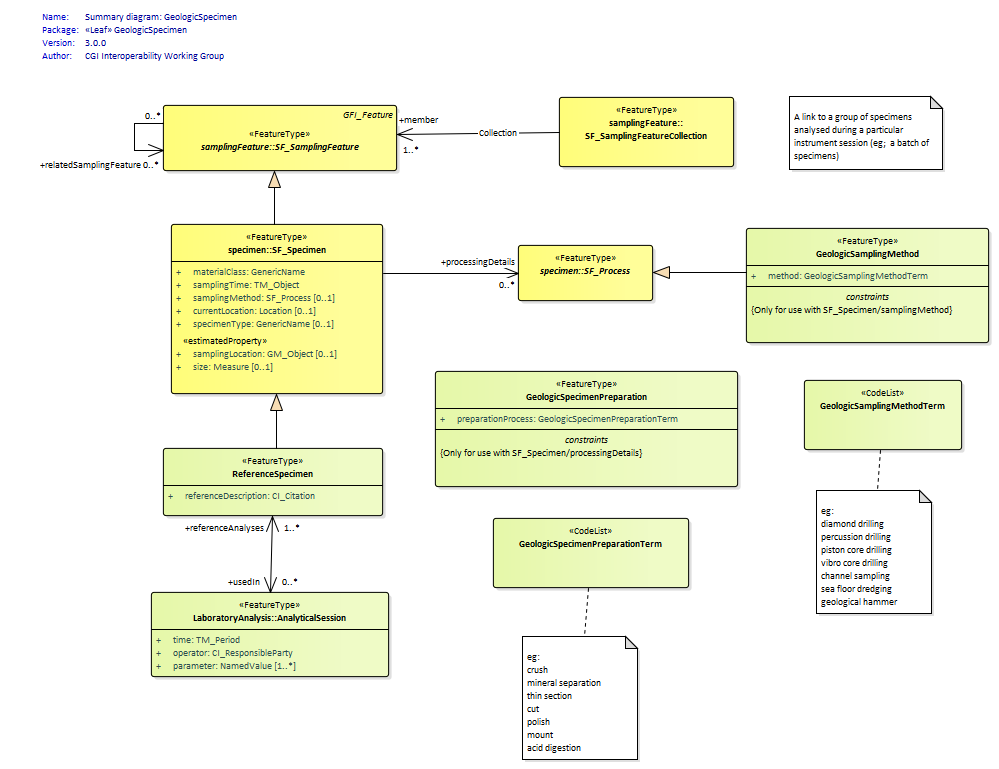 Name: Summary diagram: GeologicSpecimen
Package: «Leaf» GeologicSpecimen
Version: 3.0.0
Author: CGI Interoperability Working Group
GFI_Feature
«FeatureType»
samplingFeature::SF_SamplingFeature
0..*
+relatedSamplingFeature 0..*
+member
1..*
Collection
«FeatureType»
samplingFeature::
SF_SamplingFeatureCollection
A link to a group of specimens
analysed during a particular
instrument session (eg; a batch of
specimens)
«FeatureType»
specimen::SF_Specimen
+ materialClass: GenericName
+ samplingTime: TM_Object
+ samplingMethod: SF_Process [0..1]
+ currentLocation: Location [0..1]
+ specimenType: GenericName [0..1]
«estimatedProperty»
+ samplingLocation: GM_Object [0..1]
+ size: Measure [0..1]
+processingDetails
0..*
«FeatureType»
specimen::SF_Process
«FeatureType»
GeologicSamplingMethod
+ method: GeologicSamplingMethodTerm
constraints
{Only for use with SF_Specimen/samplingMethod}
«FeatureType»
GeologicSpecimenPreparation
+ preparationProcess: GeologicSpecimenPreparationTerm
constraints
{Only for use with SF_Specimen/processingDetails}
«CodeList»
GeologicSamplingMethodTerm
«FeatureType»
ReferenceSpecimen
+ referenceDescription: CI_Citation
+referenceAnalyses
1..*
+usedIn
0..*
«FeatureType»
LaboratoryAnalysis::AnalyticalSession
+ time: TM_Period
+ operator: CI_ResponsibleParty
+ parameter: NamedValue [1..*]
«CodeList»
GeologicSpecimenPreparationTerm
eg:
diamond drilling
percussion drilling
piston core drilling
vibro core drilling
channel sampling
sea floor dredging
geological hammer
eg:
crush
mineral separation
thin section
cut
polish
mount
acid digestion